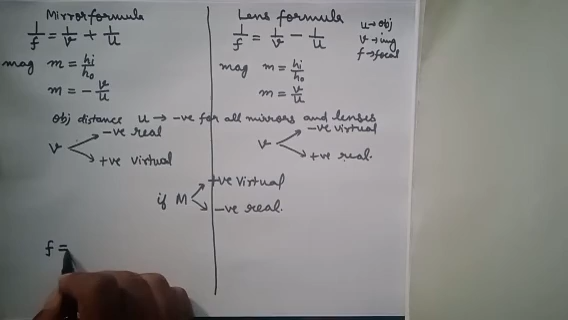 Mirror formula
1/f = 1/v + 1/u
mag m = hi/ho
m = - v/u
Lens formula
1/f = 1/v - 1/u
mag m = hi/ho
m = v/u
u → obj
v → img
f → focal
obj distance u → -ve for all mirrors and lenses
v -ve real
+ve virtual
v -ve virtual
+ve real.
if M +ve virtual
-ve real.
f =